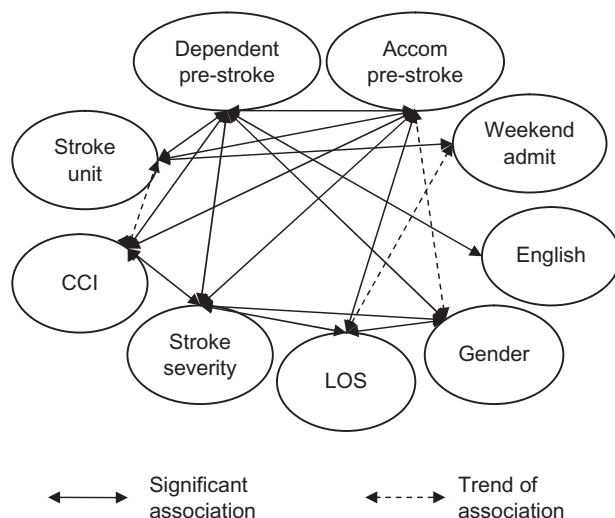 Dependent
pre-stroke
Accom
pre-stroke
Stroke
unit
Weekend
admit
CCI
English
Stroke
severity
LOS
Gender
Significant
association
Trend of
association